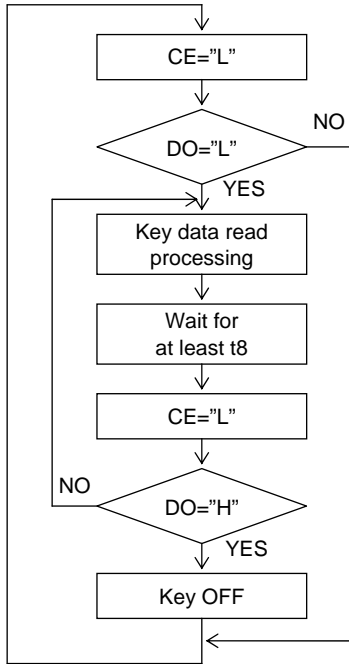 CE=”L”
NO
DO=”L”
YES
Key data read
processing
Wait for
at least t8
CE=”L”
NO
DO=”H”
YES
Key OFF